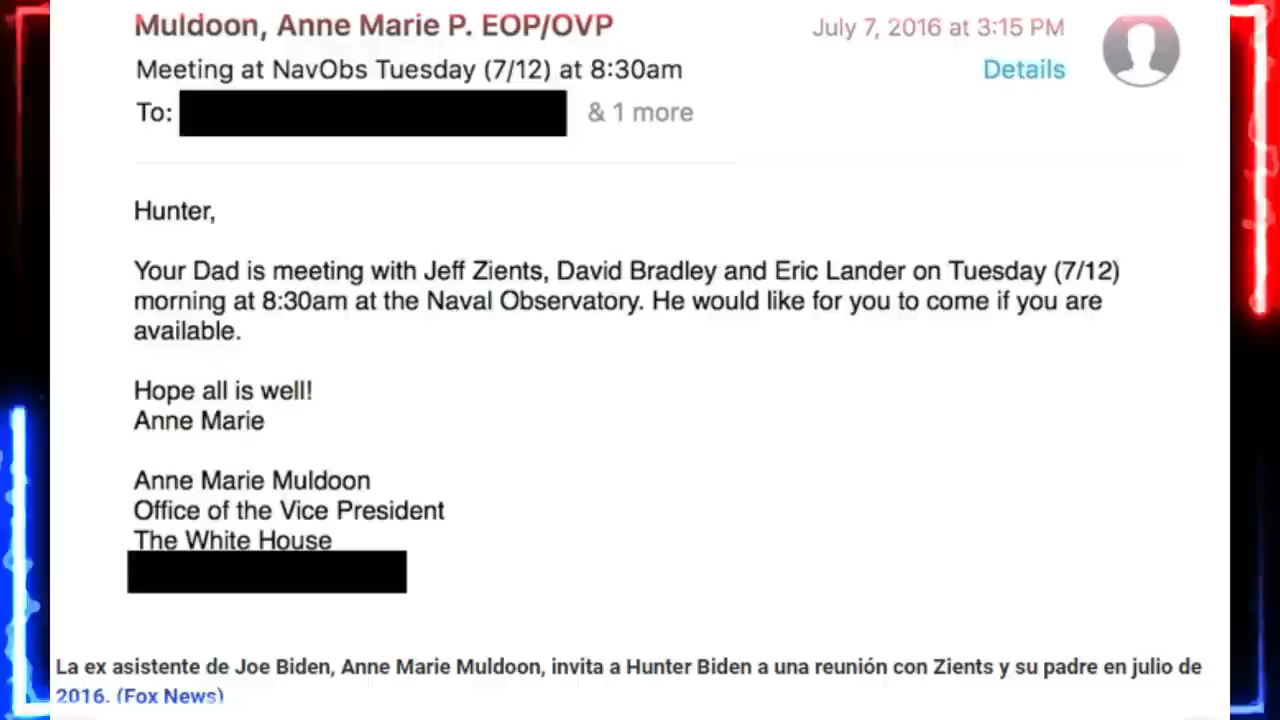 Muldoon, Anne Marie P. EOP/OVP
July 7, 2016 at 3:15 PM
Meeting at NavObs Tuesday (7/12) at 8:30am
Details
To:
& 1 more
Hunter,
Your Dad is meeting with Jeff Zients, David Bradley and Eric Lander on Tuesday (7/12)
morning at 8:30am at the Naval Observatory. He would like for you to come if you are
available.
Hope all is well!
Anne Marie
Anne Marie Muldoon
Office of the Vice President
The White House
La ex asistente de Joe Biden, Anne Marie Muldoon, invita a Hunter Biden a una reunión con Zients y su padre en julio de
2016. (Fox News)